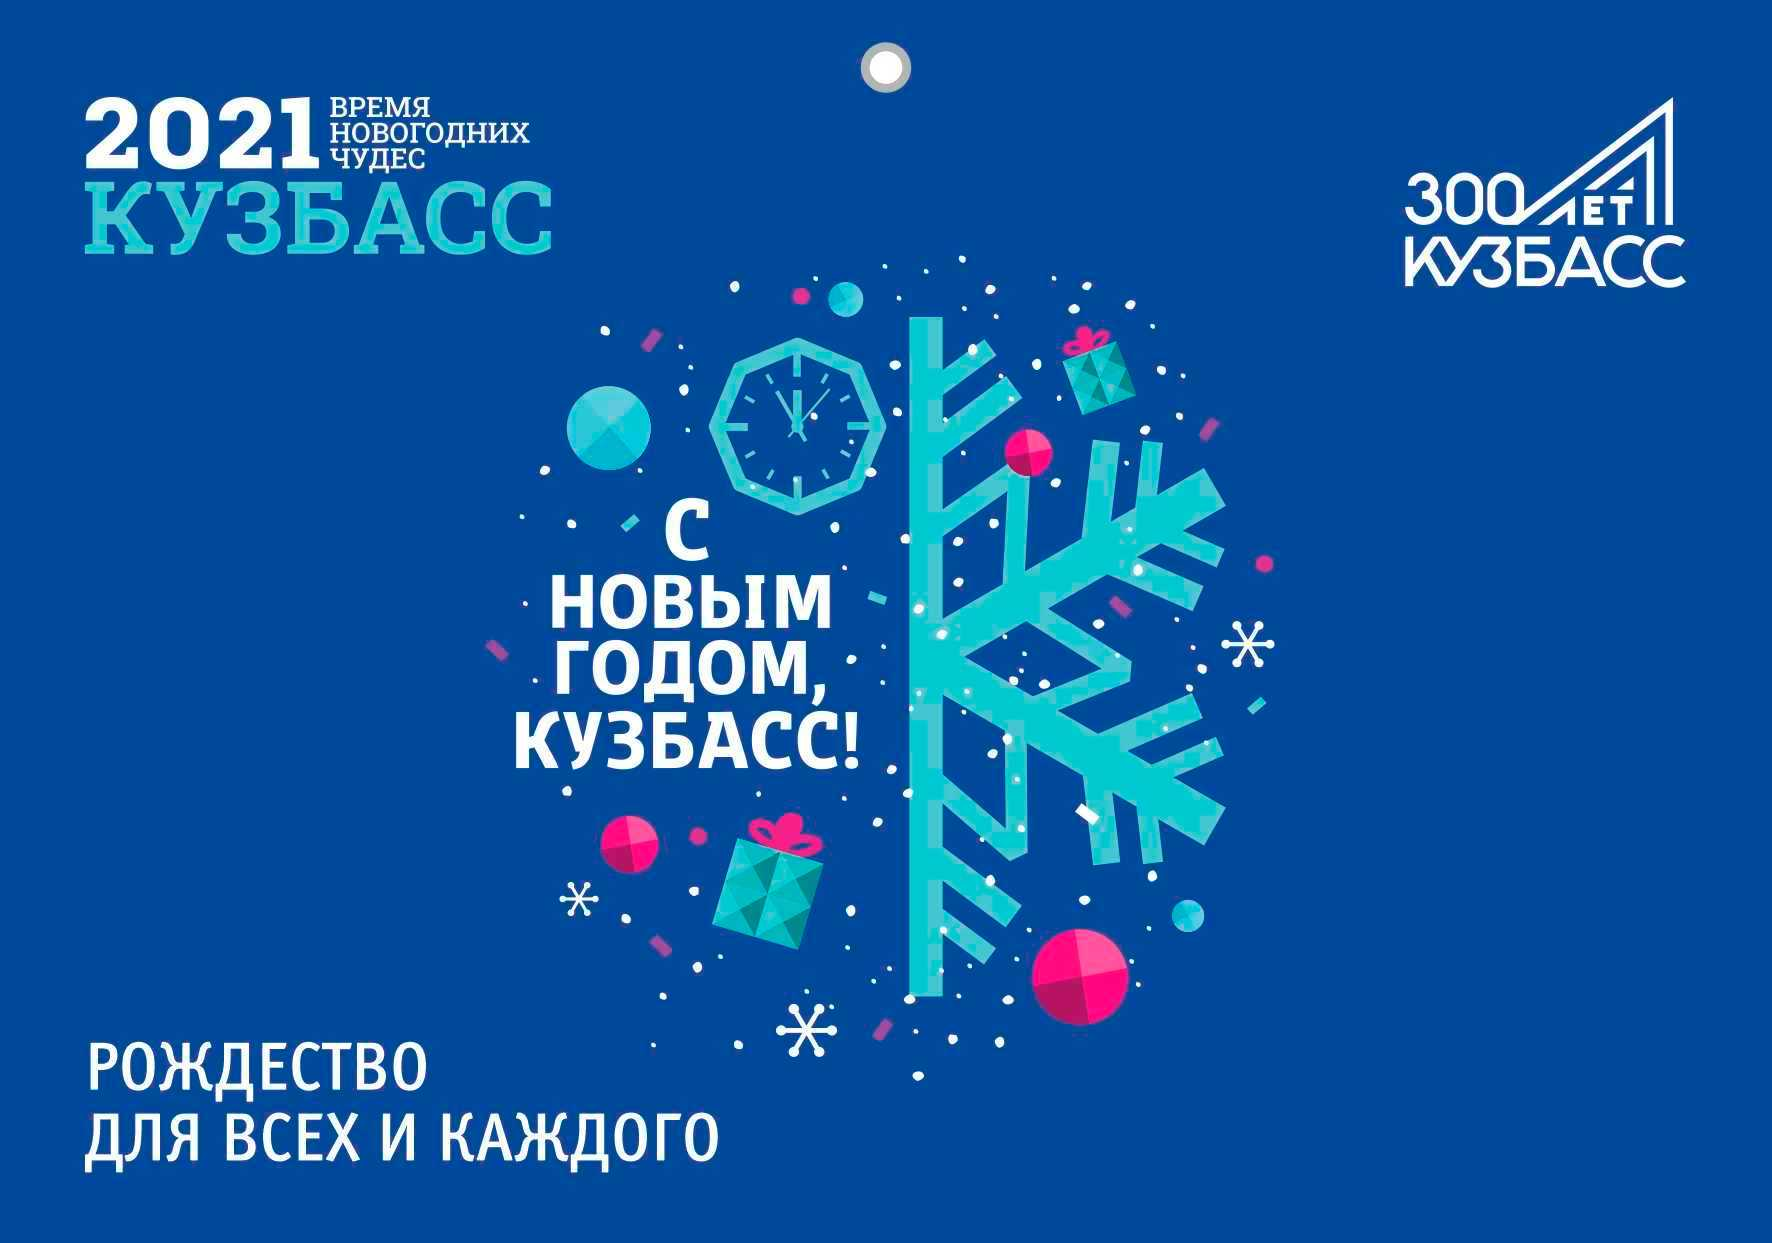 2021 ВРЕМЯ
НОВОГОДНИХ
ЧУДЕС
КУЗБАСС
300 ЛЕТ
КУЗБАСС
С
НОВЫМ
ГОДОМ,
КУЗБАСС!
РОЖДЕСТВО
ДЛЯ ВСЕХ И КАЖДОГО